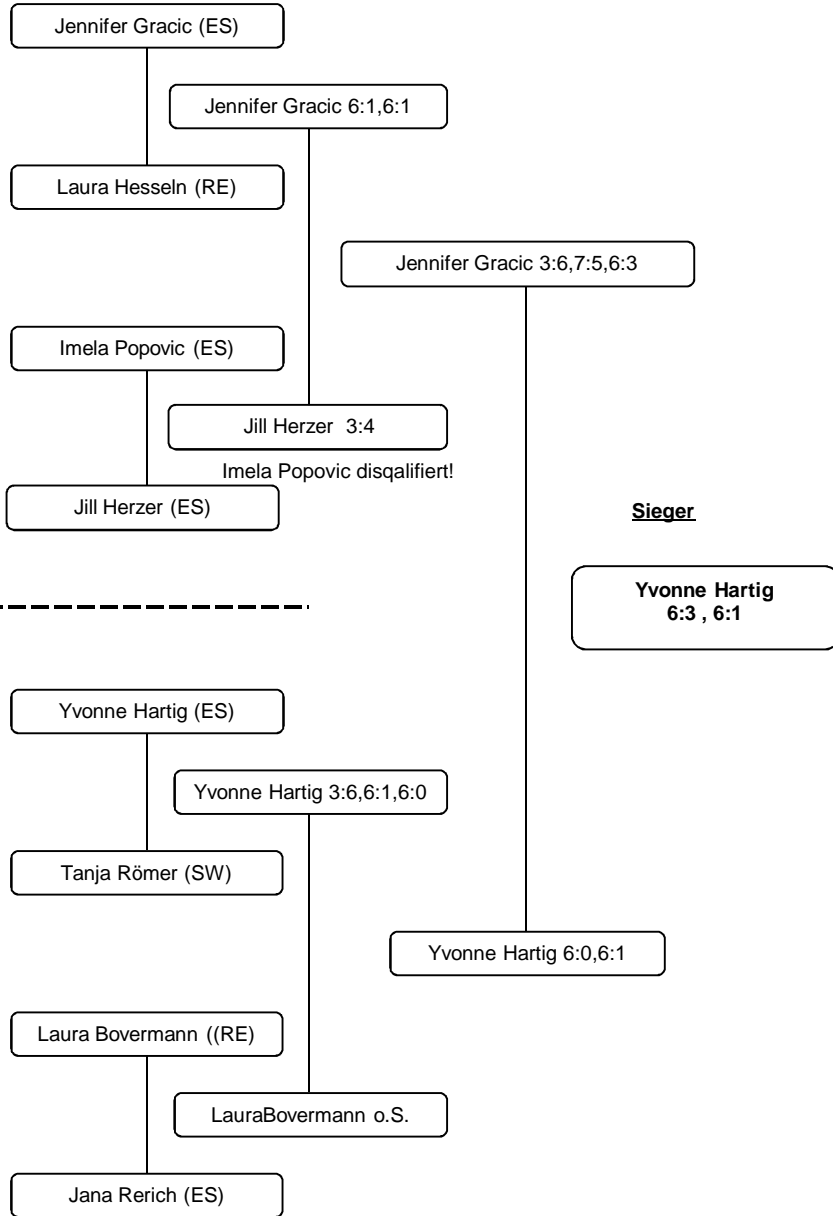 Jennifer Gracic (ES)
Jennifer Gracic 6:1,6:1
Laura Hesseln (RE)
Jennifer Gracic 3:6,7:5,6:3
Imela Popovic (ES)
Jill Herzer 3:4
Imela Popovic disqalifiert!
Jill Herzer (ES)
Sieger
Yvonne Hartig
6:3 , 6:1
Yvonne Hartig (ES)
Yvonne Hartig 3:6,6:1,6:0
Tanja Römer (SW)
Yvonne Hartig 6:0,6:1
Laura Bovermann ((RE)
LauraBovermann o.S.
Jana Rerich (ES)